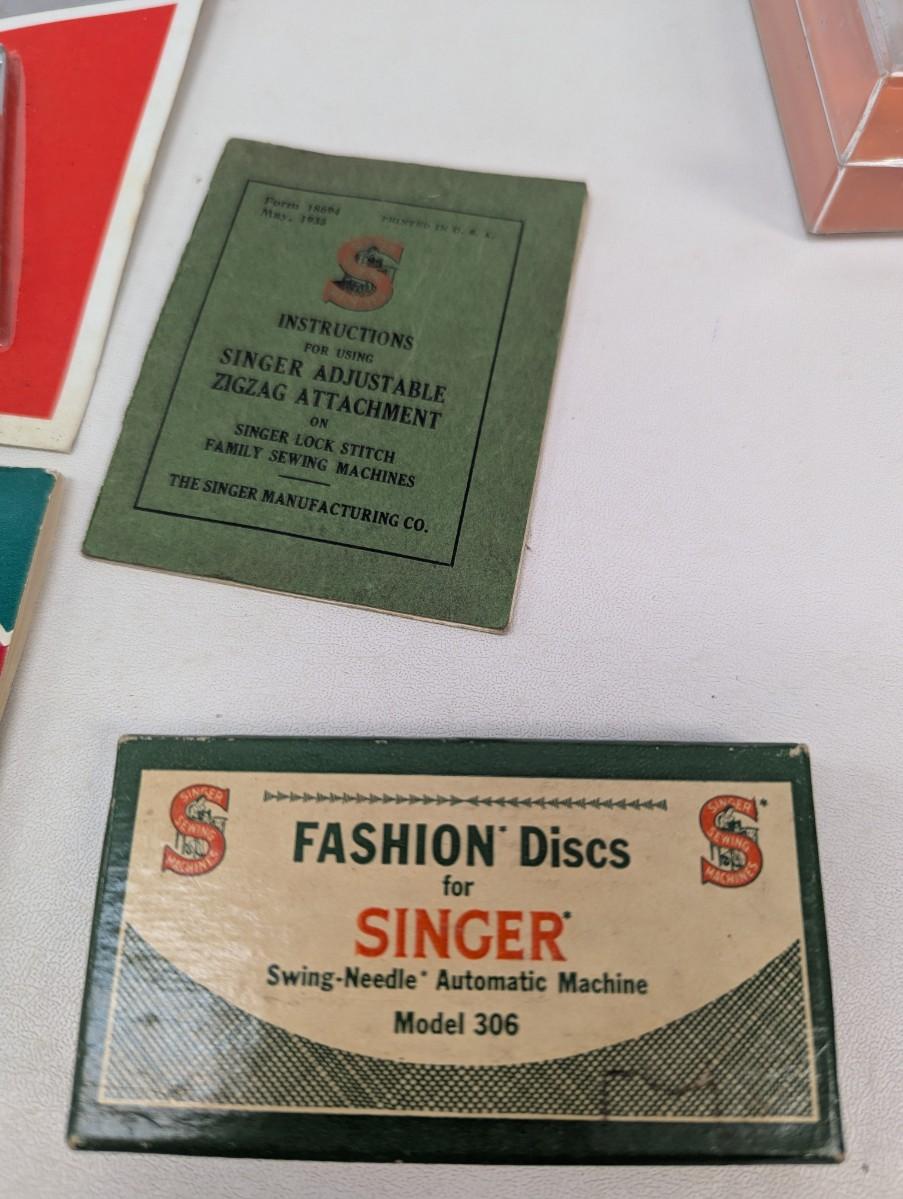 Form 18694
May, 1938
PRINTED IN U. S. A.
INSTRUCTIONS
FOR USING
SINGER ADJUSTABLE
ZIGZAG ATTACHMENT
ON
SINGER LOCK STITCH
FAMILY SEWING MACHINES
THE SINGER MANUFACTURING CO.
SINGER
SEWING
MACHINES
SINGER*
SEWING
MACHINES
FASHION* Discs
for
SINGER*
Swing-Needle* Automatic Machine
Model 306